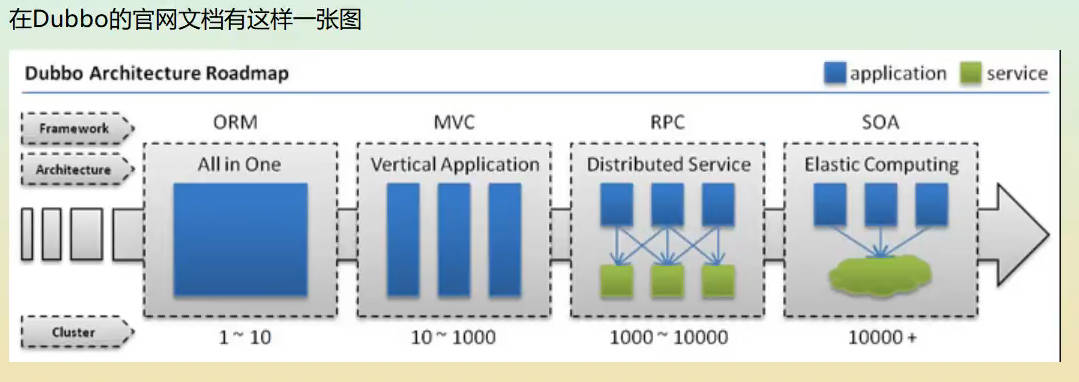 在Dubbo的官网文档有这样一张图
Dubbo Architecture Roadmap
application service
Framework ORM MVC RPC SOA
Architecture All in One Vertical Application Distributed Service Elastic Computing
Cluster 1 ~ 10 10 ~ 1000 1000 ~ 10000 10000 +